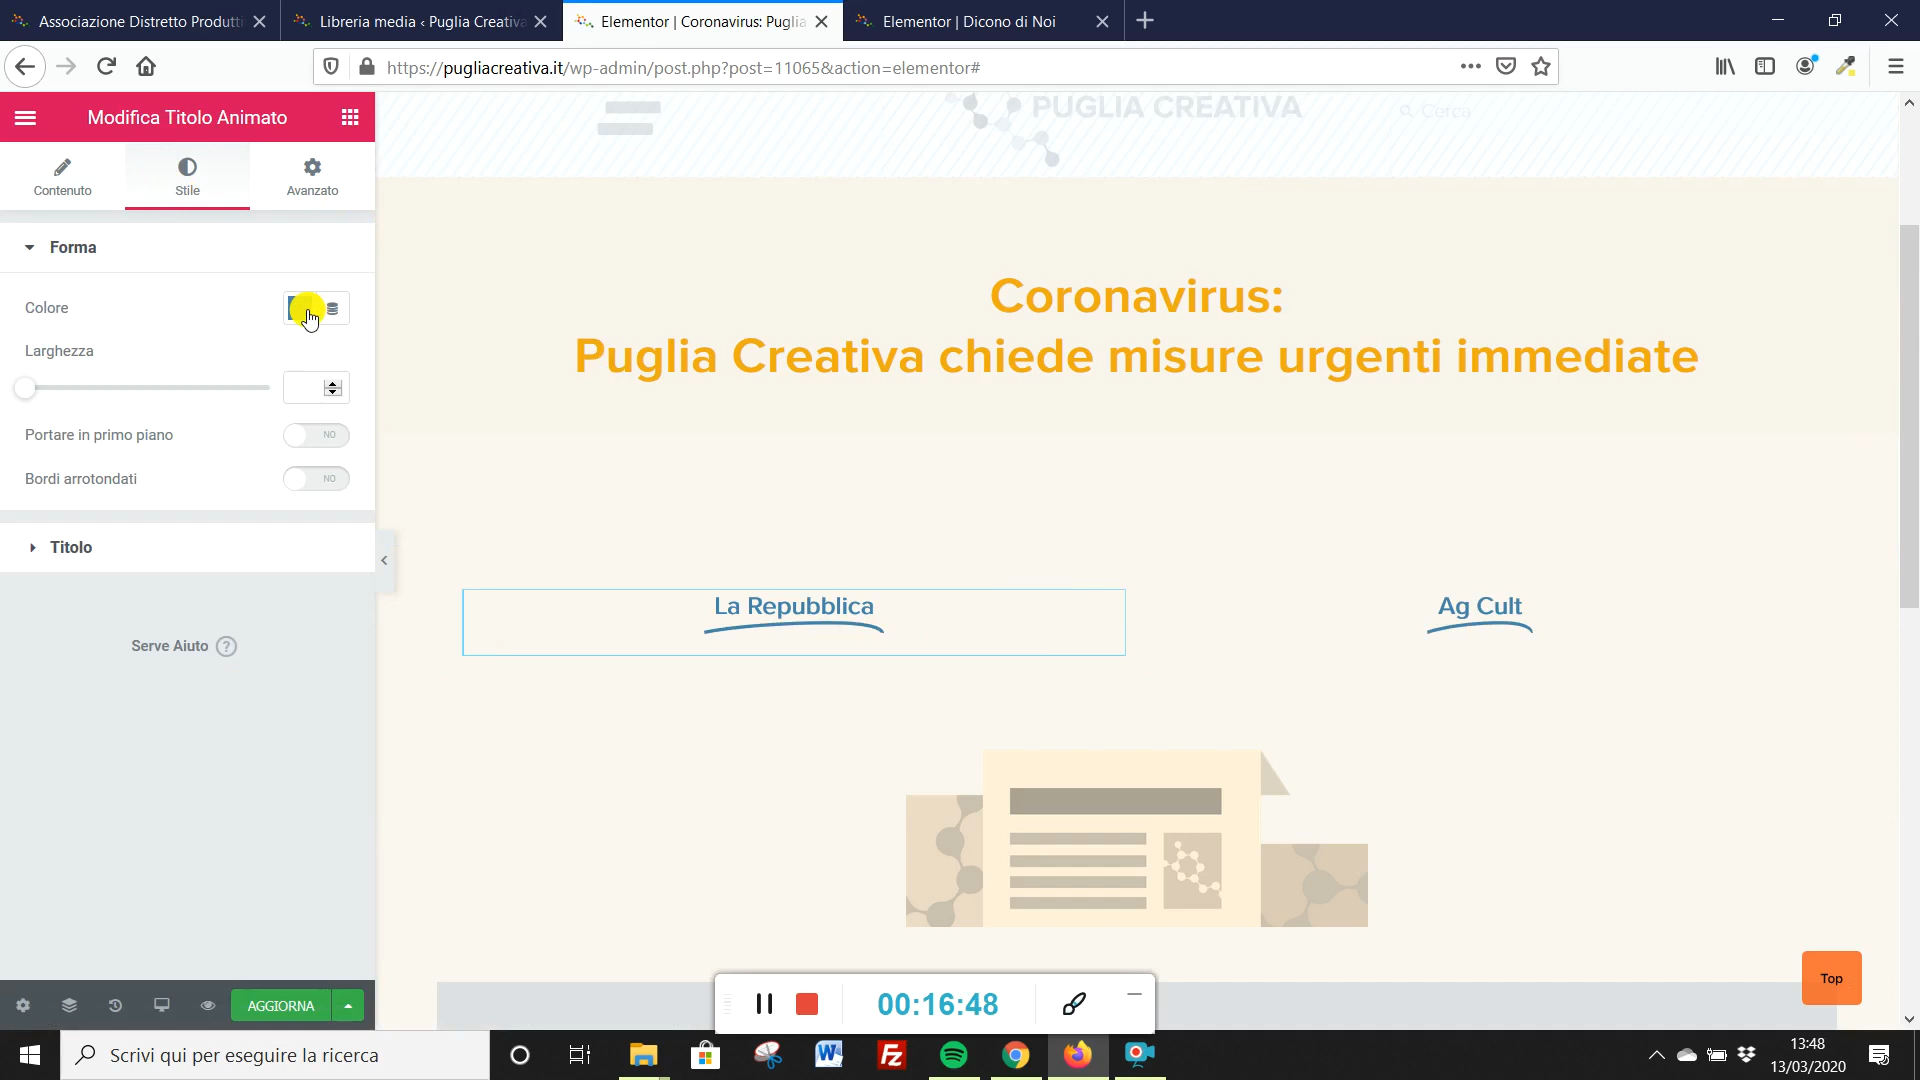 Associazione Distretto Produtti
Libreria media ‹ Puglia Creativa
Elementor | Coronavirus: Puglia
Elementor | Dicono di Noi
https://pugliacreativa.it/wp-admin/post.php?post=11065&action=elementor#
Modifica Titolo Animato
Contenuto
Stile
Avanzato
Forma
Colore
Larghezza
Portare in primo piano
NO
Bordi arrotondati
NO
Titolo
Serve Aiuto
?
AGGIORNA
PUGLIA CREATIVA
Cerca
Coronavirus:
Puglia Creativa chiede misure urgenti immediate
La Repubblica
Ag Cult
Top
00:16:48
Scrivi qui per eseguire la ricerca
13:48
13/03/2020